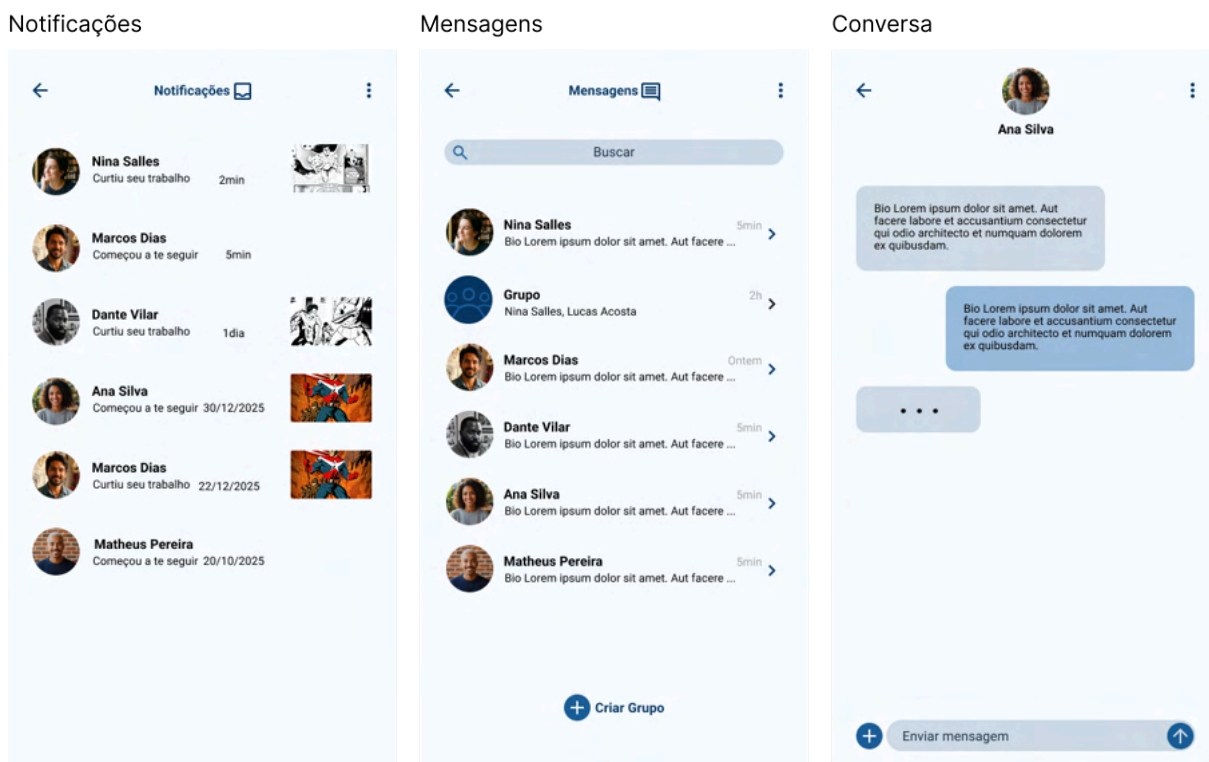 Notificações
Notificações
Nina Salles
Curtiu seu trabalho 2min
Marcos Dias
Começou a te seguir 5min
Dante Vilar
Curtiu seu trabalho 1dia
Ana Silva
Começou a te seguir 30/12/2025
Marcos Dias
Curtiu seu trabalho 22/12/2025
Matheus Pereira
Começou a te seguir 20/10/2025
Mensagens
Mensagens
Buscar
Nina Salles 5min
Bio Lorem ipsum dolor sit amet. Aut facere ...
Grupo 2h
Nina Salles, Lucas Acosta
Marcos Dias Ontem
Bio Lorem ipsum dolor sit amet. Aut facere ...
Dante Vilar 5min
Bio Lorem ipsum dolor sit amet. Aut facere ...
Ana Silva 5min
Bio Lorem ipsum dolor sit amet. Aut facere ...
Matheus Pereira 5min
Bio Lorem ipsum dolor sit amet. Aut facere ...
Criar Grupo
Conversa
Ana Silva
Bio Lorem ipsum dolor sit amet. Aut
facere labore et accusantium consectetur
qui odio architecto et numquam dolorem
ex quibusdam.
Bio Lorem ipsum dolor sit amet. Aut
facere labore et accusantium consectetur
qui odio architecto et numquam dolorem
ex quibusdam.
• • •
Enviar mensagem